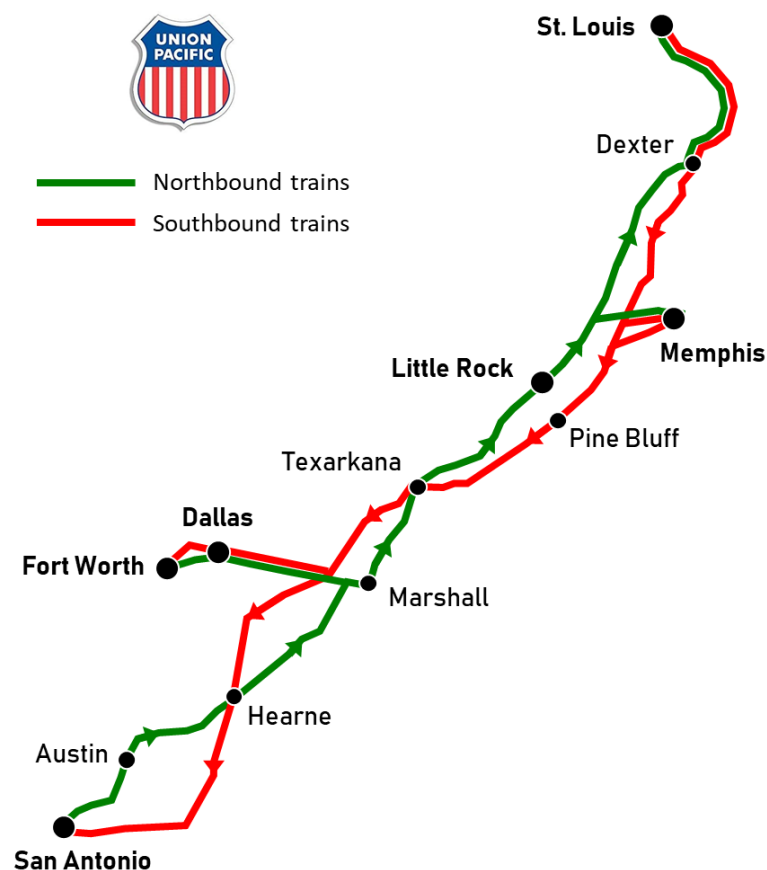 UNION
PACIFIC
St. Louis
Dexter
Northbound trains
Southbound trains
Memphis
Little Rock
Pine Bluff
Texarkana
Dallas
Fort Worth
Marshall
Hearne
Austin
San Antonio